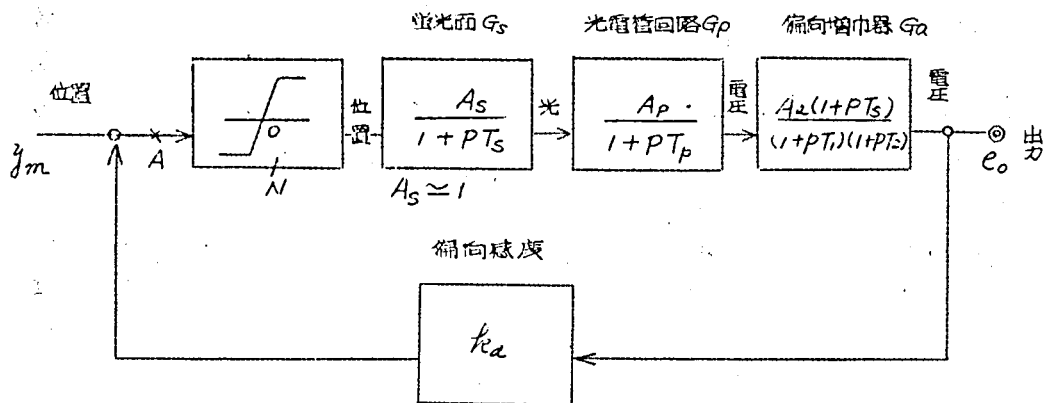 螢光面 Gs
光電管回路 Gp
偏向増巾器 Ga
位置
位置
光
電圧
電圧
As
1 + PTs
Ap
1 + PTp
A2(1+PTs)
(1+PT1)(1+PT2)
ym
A
0
N
As≃1
e0
出力
偏向感度
kd